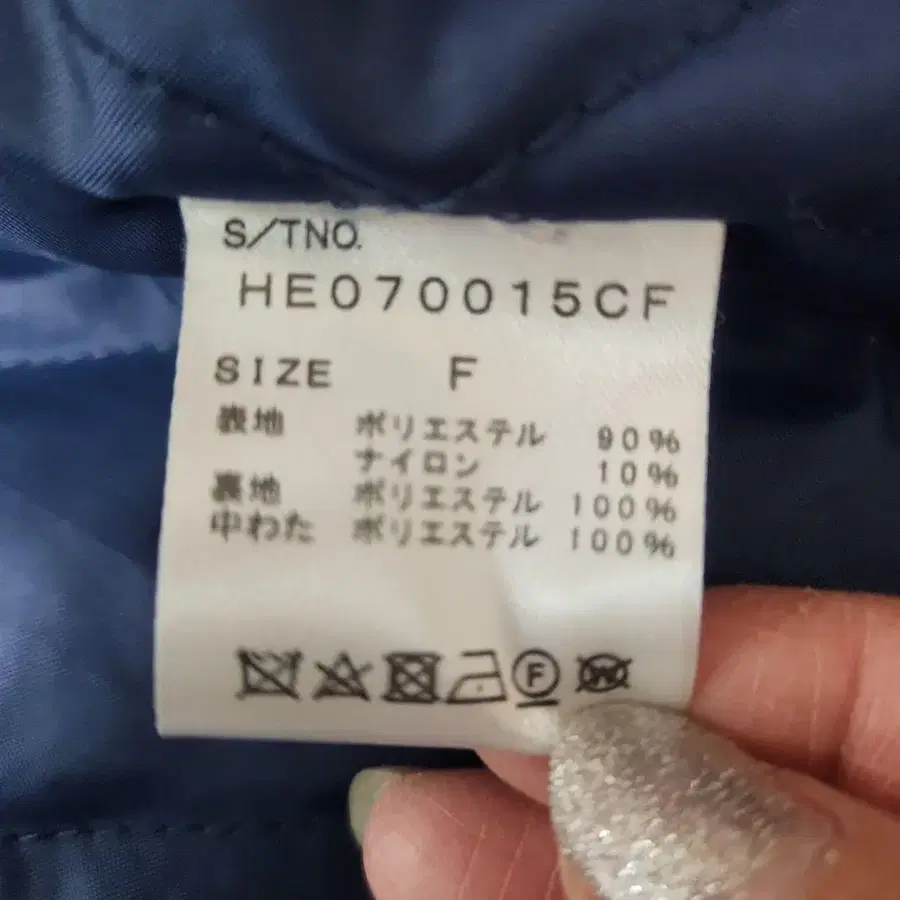 S/TNO.
HE070015CF
SIZE F
表地 ポリエステル 90%
ナイロン 10%
裏地 ポリエステル 100%
中わた ポリエステル 100%
F W